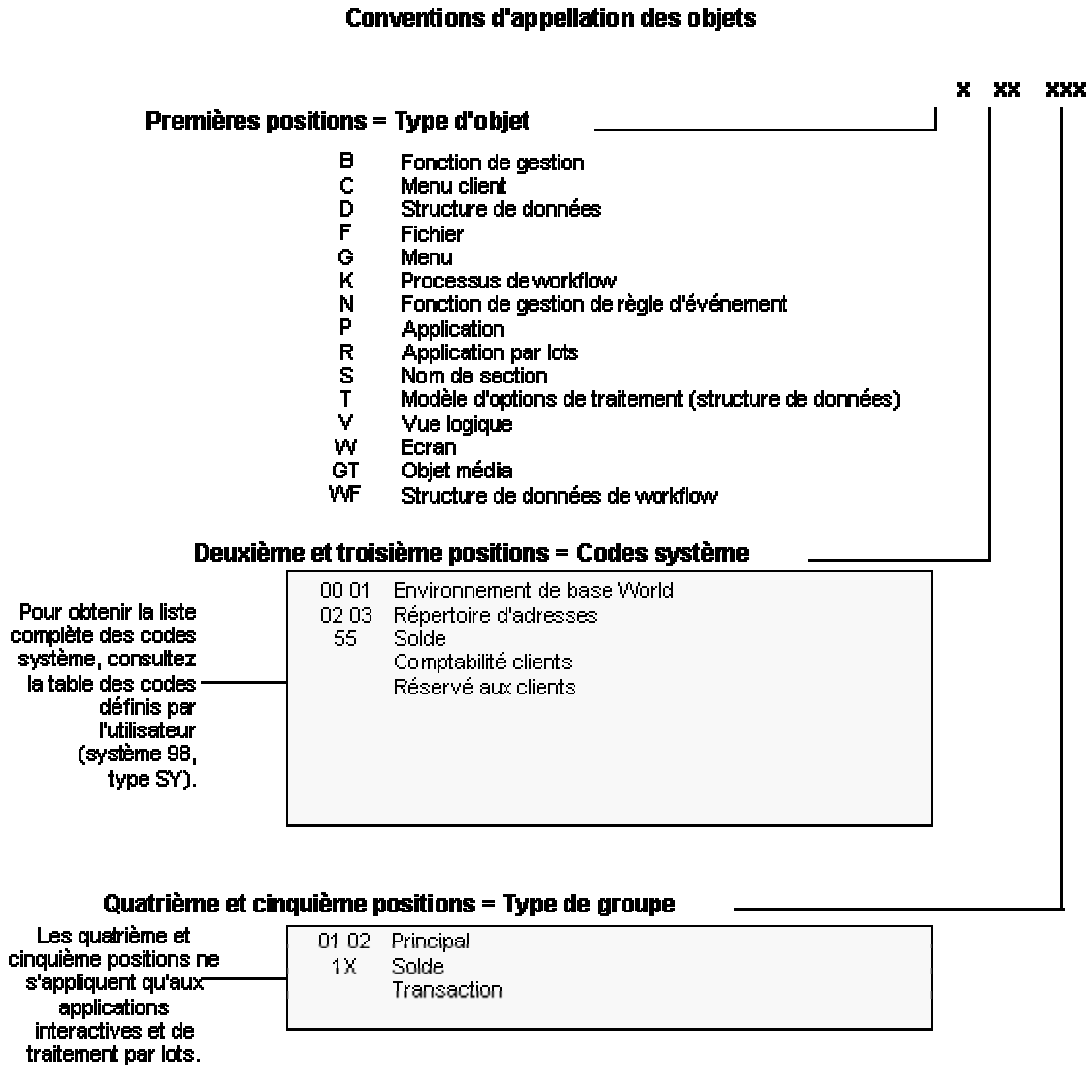 Conventions d'appellation des objets
x xx xxx
Premières positions = Type d'objet
B Fonction de gestion
C Menu client
D Structure de données
F Fichier
G Menu
K Processus de workflow
N Fonction de gestion de règle d'événement
P Application
R Application par lots
S Nom de section
T Modèle d'options de traitement (structure de données)
V Vue logique
W Ecran
GT Objet média
WF Structure de données de workflow
Deuxième et troisième positions = Codes système
00 01 Environnement de base World
02 03 Répertoire d'adresses
55 Solde
Comptabilité clients
Réservé aux clients
Pour obtenir la liste
complète des codes
système, consultez
la table des codes
définis par
l'utilisateur
(système 98,
type SY).
Quatrième et cinquième positions = Type de groupe
01 02 Principal
1X Solde
Transaction
Les quatrième et
cinquième positions ne
s'appliquent qu'aux
applications
interactives et de
traitement par lots.